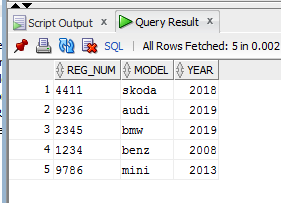 Script Output x Query Result x
SQL | All Rows Fetched: 5 in 0.002
REG_NUM MODEL YEAR
1 4411 skoda 2018
2 9236 audi 2019
3 2345 bmw 2019
4 1234 benz 2008
5 9786 mini 2013